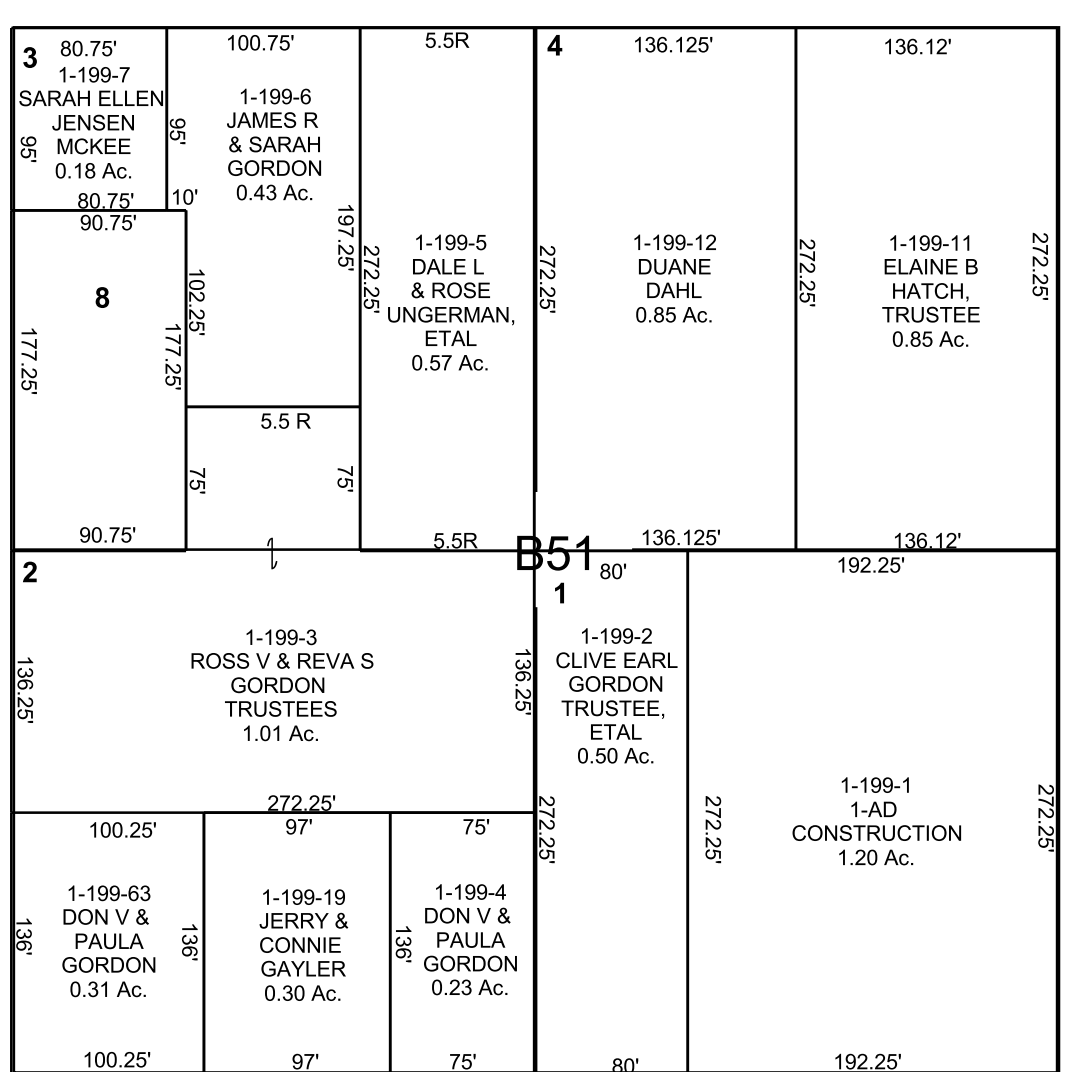 3
80.75'
1-199-7
SARAH ELLEN
JENSEN
MCKEE
0.18 Ac.
95'
95'
80.75'
100.75'
1-199-6
JAMES R
& SARAH
GORDON
0.43 Ac.
10'
197.25'
102.25'
5.5R
1-199-5
DALE L
& ROSE
UNGERMAN,
ETAL
0.57 Ac.
272.25'
5.5R
4
136.125'
1-199-12
DUANE
DAHL
0.85 Ac.
272.25'
136.125'
136.12'
1-199-11
ELAINE B
HATCH,
TRUSTEE
0.85 Ac.
272.25'
272.25'
136.12'
90.75'
8
177.25'
177.25'
90.75'
5.5 R
75'
75'
B51
2
1-199-3
ROSS V & REVA S
GORDON
TRUSTEES
1.01 Ac.
136.25'
136.25'
272.25'
1
80'
1-199-2
CLIVE EARL
GORDON
TRUSTEE,
ETAL
0.50 Ac.
272.25'
80'
192.25'
1-199-1
1-AD
CONSTRUCTION
1.20 Ac.
272.25'
272.25'
192.25'
100.25'
1-199-63
DON V &
PAULA
GORDON
0.31 Ac.
136'
136'
100.25'
97'
1-199-19
JERRY &
CONNIE
GAYLER
0.30 Ac.
97'
75'
1-199-4
DON V &
PAULA
GORDON
0.23 Ac.
136'
75'